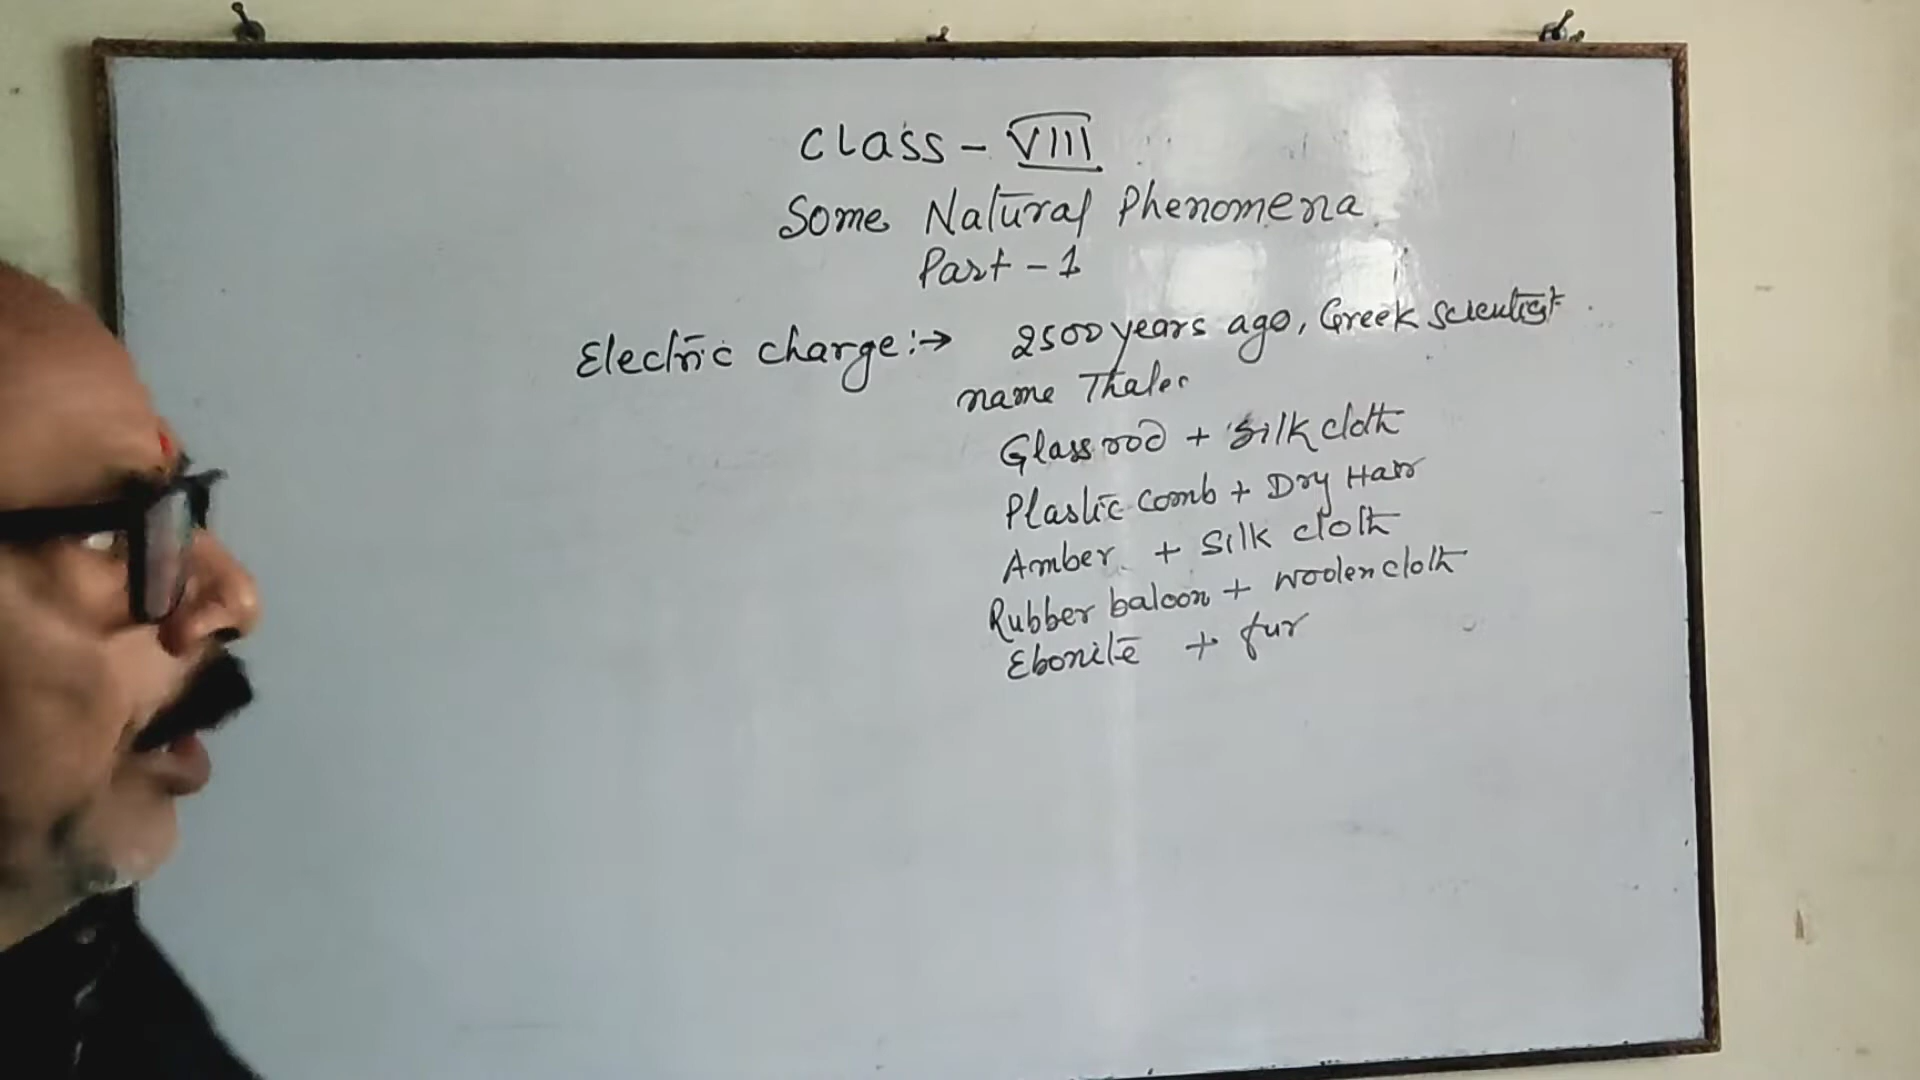 Class - VIII
Some Natural Phenomena
Part - 1
Electric charge :→ 2500 years ago, Greek scientist
name Thales
Glass rod + silk cloth
Plastic comb + Dry Hair
Amber + silk cloth
Rubber baloon + woolen cloth
Ebonite + fur